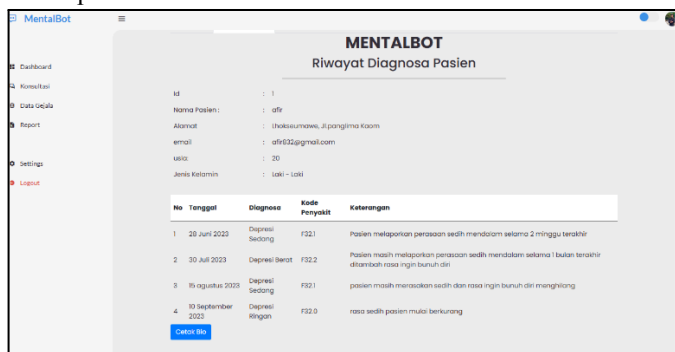 MentalBot
MENTALBOT
Riwayat Diagnosa Pasien
Dashboard
Konsultasi
Data Gejala
Report
Settings
Logout
Id : 1
Nama Pasien : : afir
Alamat : Lhokseumawe, Jl.panglima Kaom
email : afir832@gmail.com
usia: : 20
Jenis Kelamin : Laki - Laki
No Tanggal Diagnosa Kode Penyakit Keterangan
1 28 Juni 2023 Depresi Sedang F32.1 Pasien melaporkan perasaan sedih mendalam selama 2 minggu terakhir
2 30 Juli 2023 Depresi Berat F32.2 Pasien masih melaporkan perasaan sedih mendalam selama 1 bulan terakhir
ditambah rasa ingin bunuh diri
3 15 agustus 2023 Depresi Sedang F32.1 pasien masih merasakan sedih dan rasa ingin bunuh diri menghilang
4 10 September 2023 Depresi Ringan F32.0 rasa sedih pasien mulai berkurang
Cetak Bio